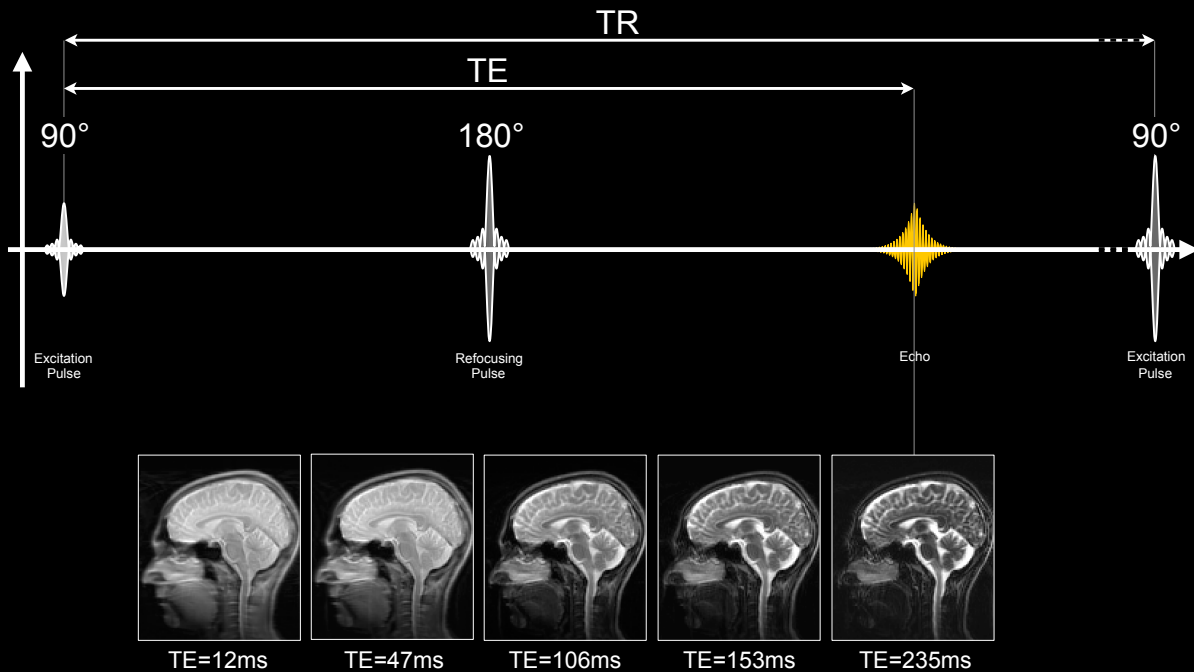 TR
TE
90°
180°
90°
Excitation
Pulse
Refocusing
Pulse
Echo
Excitation
Pulse
TE=12ms
TE=47ms
TE=106ms
TE=153ms
TE=235ms